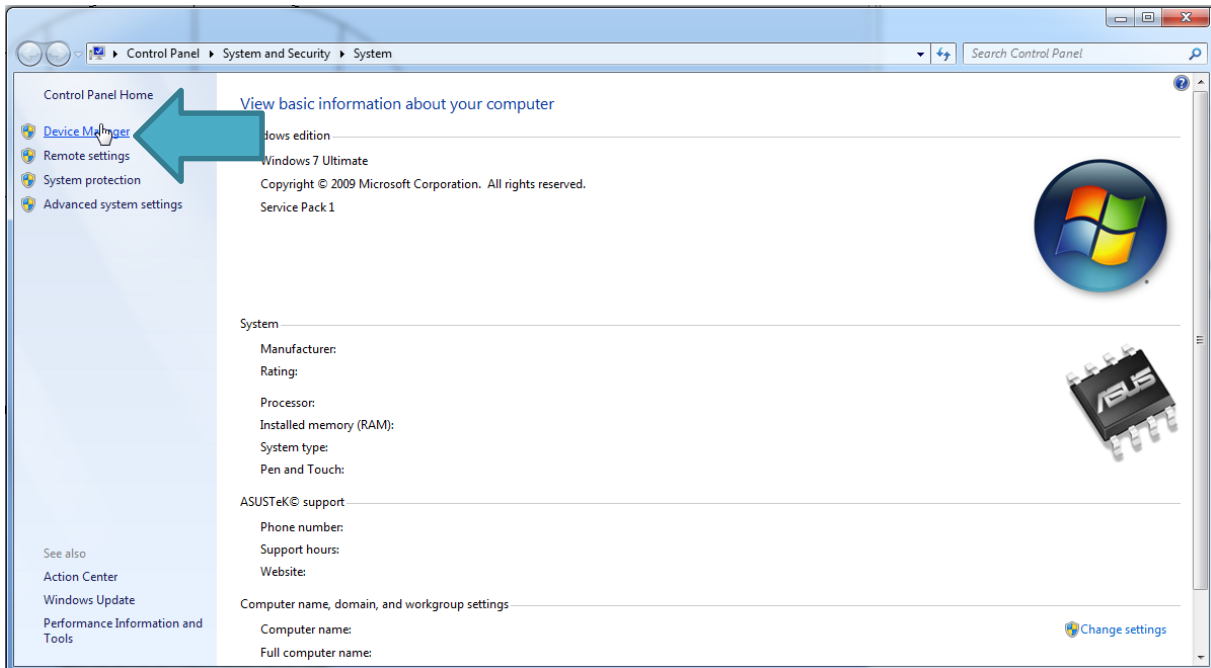 Control Panel System and Security System
Search Control Panel
Control Panel Home
Device Manager
Remote settings
System protection
Advanced system settings
See also
Action Center
Windows Update
Performance Information and
Tools
View basic information about your computer
dows edition
Windows 7 Ultimate
Copyright © 2009 Microsoft Corporation. All rights reserved.
Service Pack 1
System
Manufacturer:
Rating:
Processor:
Installed memory (RAM):
System type:
Pen and Touch:
ASUS
ASUSTeK© support
Phone number:
Support hours:
Website:
Computer name, domain, and workgroup settings
Computer name:
Change settings
Full computer name: